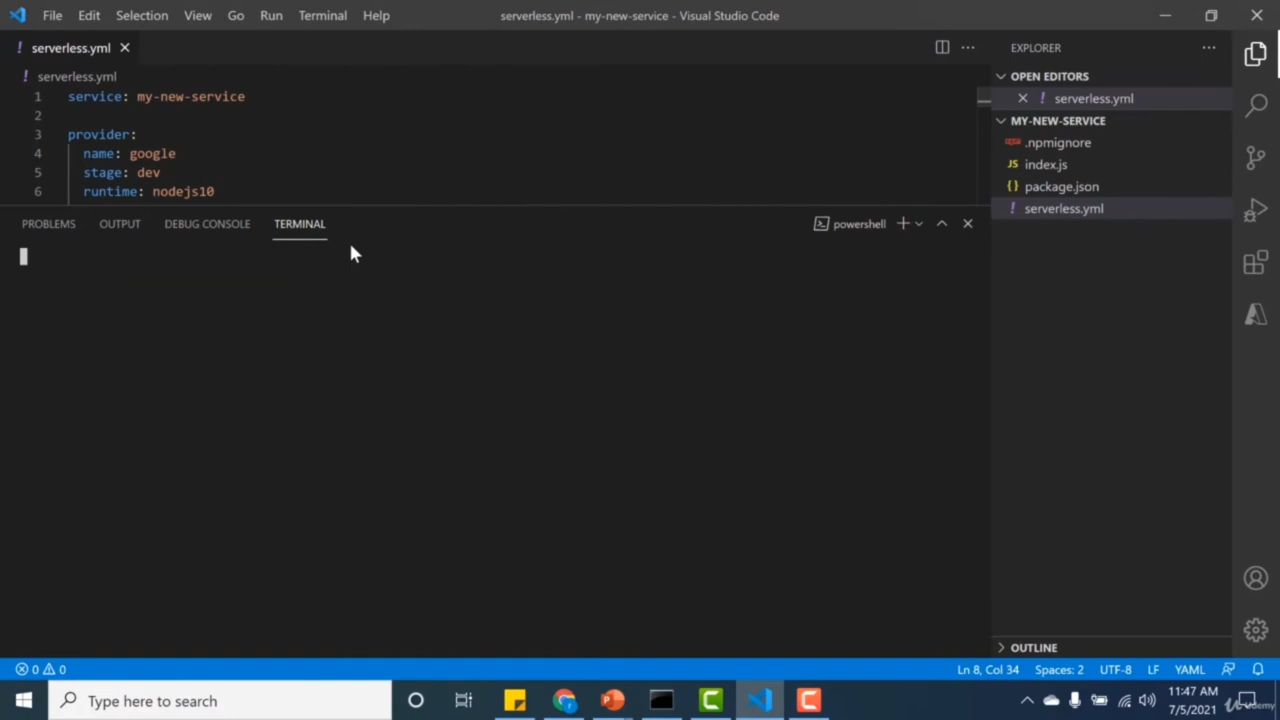 File Edit Selection View Go Run Terminal Help
serverless.yml - my-new-service - Visual Studio Code
! serverless.yml
! serverless.yml
1 service: my-new-service
2
3 provider:
4 name: google
5 stage: dev
6 runtime: nodejs10
PROBLEMS OUTPUT DEBUG CONSOLE TERMINAL
powershell
EXPLORER
OPEN EDITORS
! serverless.yml
MY-NEW-SERVICE
.npmignore
JS index.js
{} package.json
! serverless.yml
OUTLINE
0 0
Ln 8, Col 34 Spaces: 2 UTF-8 LF YAML
Type here to search
11:47 AM
7/5/2021
Udemy